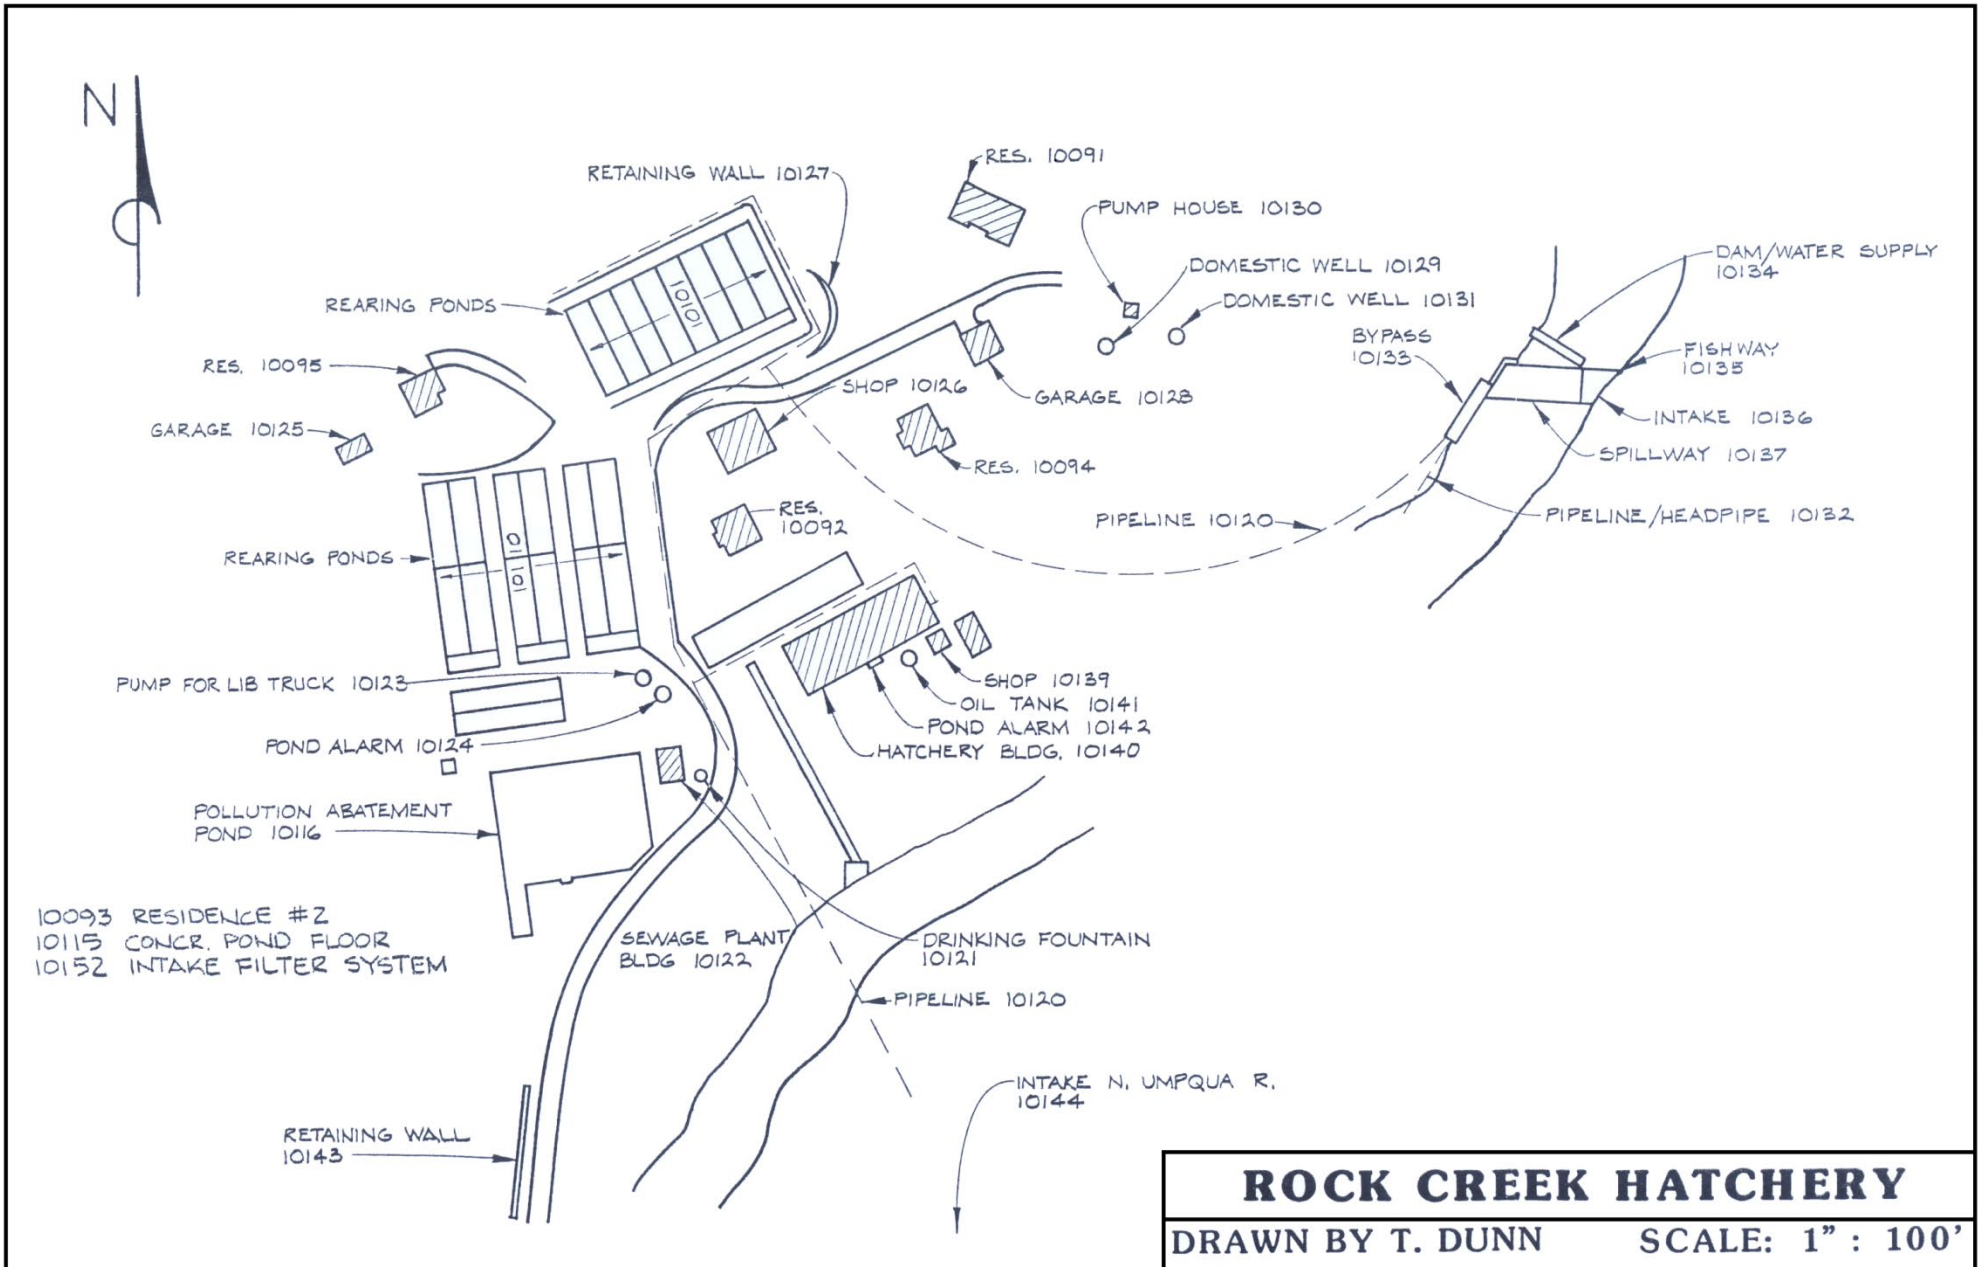 N
RES. 10091
RETAINING WALL 10127
PUMP HOUSE 10130
DOMESTIC WELL 10129
DAM/WATER SUPPLY
10134
REARING PONDS
10101
DOMESTIC WELL 10131
BYPASS
10133
FISHWAY
10135
RES. 10095
SHOP 10126
GARAGE 10128
INTAKE 10136
GARAGE 10125
SPILLWAY 10137
RES. 10094
RES.
10092
PIPELINE 10120
PIPELINE/HEADPIPE 10132
REARING PONDS
10101
PUMP FOR LIB TRUCK 10123
SHOP 10139
OIL TANK 10141
POND ALARM 10142
HATCHERY BLDG. 10140
POND ALARM 10124
POLLUTION ABATEMENT
POND 10116
10093 RESIDENCE #2
10115 CONCR. POND FLOOR
10152 INTAKE FILTER SYSTEM
SEWAGE PLANT
BLDG 10122
DRINKING FOUNTAIN
10121
PIPELINE 10120
INTAKE N. UMPQUA R.
10144
RETAINING WALL
10143
ROCK CREEK HATCHERY
DRAWN BY T. DUNN SCALE: 1" : 100'